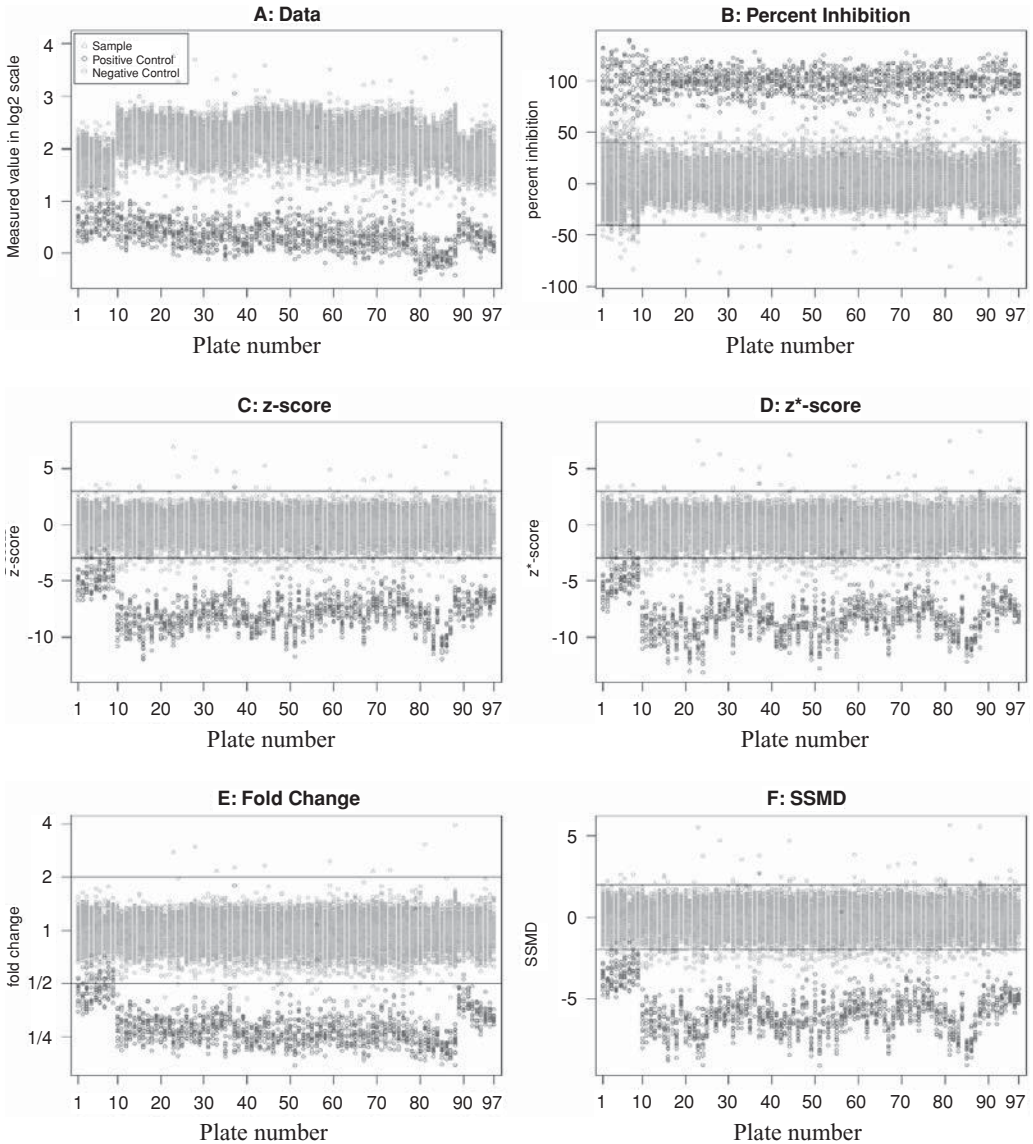 A: Data
Measured value in log2 scale
4
3
2
1
0
Sample
Positive Control
Negative Control
1 10 20 30 40 50 60 70 80 90 97
Plate number
B: Percent Inhibition
percent inhibition
100
50
0
-50
-100
1 10 20 30 40 50 60 70 80 90 97
Plate number
C: z-score
z-score
5
0
-5
-10
1 10 20 30 40 50 60 70 80 90 97
Plate number
D: z*-score
z*-score
5
0
-5
-10
1 10 20 30 40 50 60 70 80 90 97
Plate number
E: Fold Change
fold change
4
2
1
1/2
1/4
1 10 20 30 40 50 60 70 80 90 97
Plate number
F: SSMD
SSMD
5
0
-5
1 10 20 30 40 50 60 70 80 90 97
Plate number